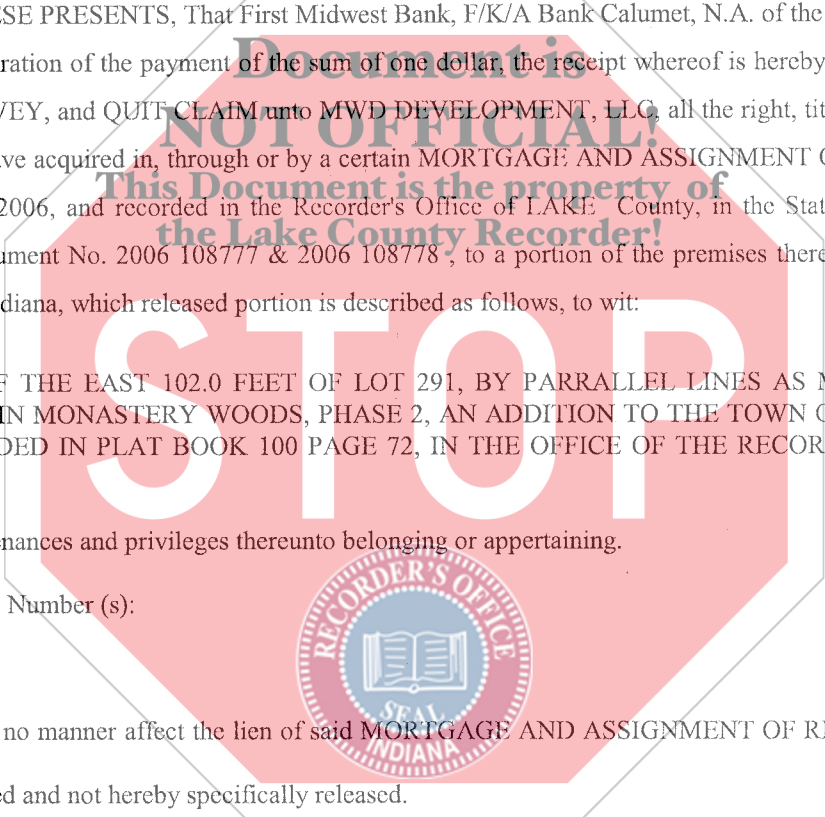 SE PRESENTS, That First Midwest Bank, F/K/A Bank Calumet, N.A. of the
ration of the payment of the sum of one dollar, the receipt whereof is hereby
Document is
VEY, and QUIT CLAIM unto MWD DEVELOPMENT, LLC, all the right, tit
NOT OFFICIAL!
ve acquired in, through or by a certain MORTGAGE AND ASSIGNMENT
This Document is the property of
2006, and recorded in the Recorder's Office of LAKE County, in the Stat
the Lake County Recorder!
ument No. 2006 108777 & 2006 108778 , to a portion of the premises there
diana, which released portion is described as follows, to wit:
STOP
F THE EAST 102.0 FEET OF LOT 291, BY PARRALLEL LINES AS M
IN MONASTERY WOODS, PHASE 2, AN ADDITION TO THE TOWN
DED IN PLAT BOOK 100 PAGE 72, IN THE OFFICE OF THE RECOR
nances and privileges thereunto belonging or appertaining.
Number (s):
RECORDER'S OFFICE
SEAL
INDIANA
no manner affect the lien of said MORTGAGE AND ASSIGNMENT OF RE
ed and not hereby specifically released.